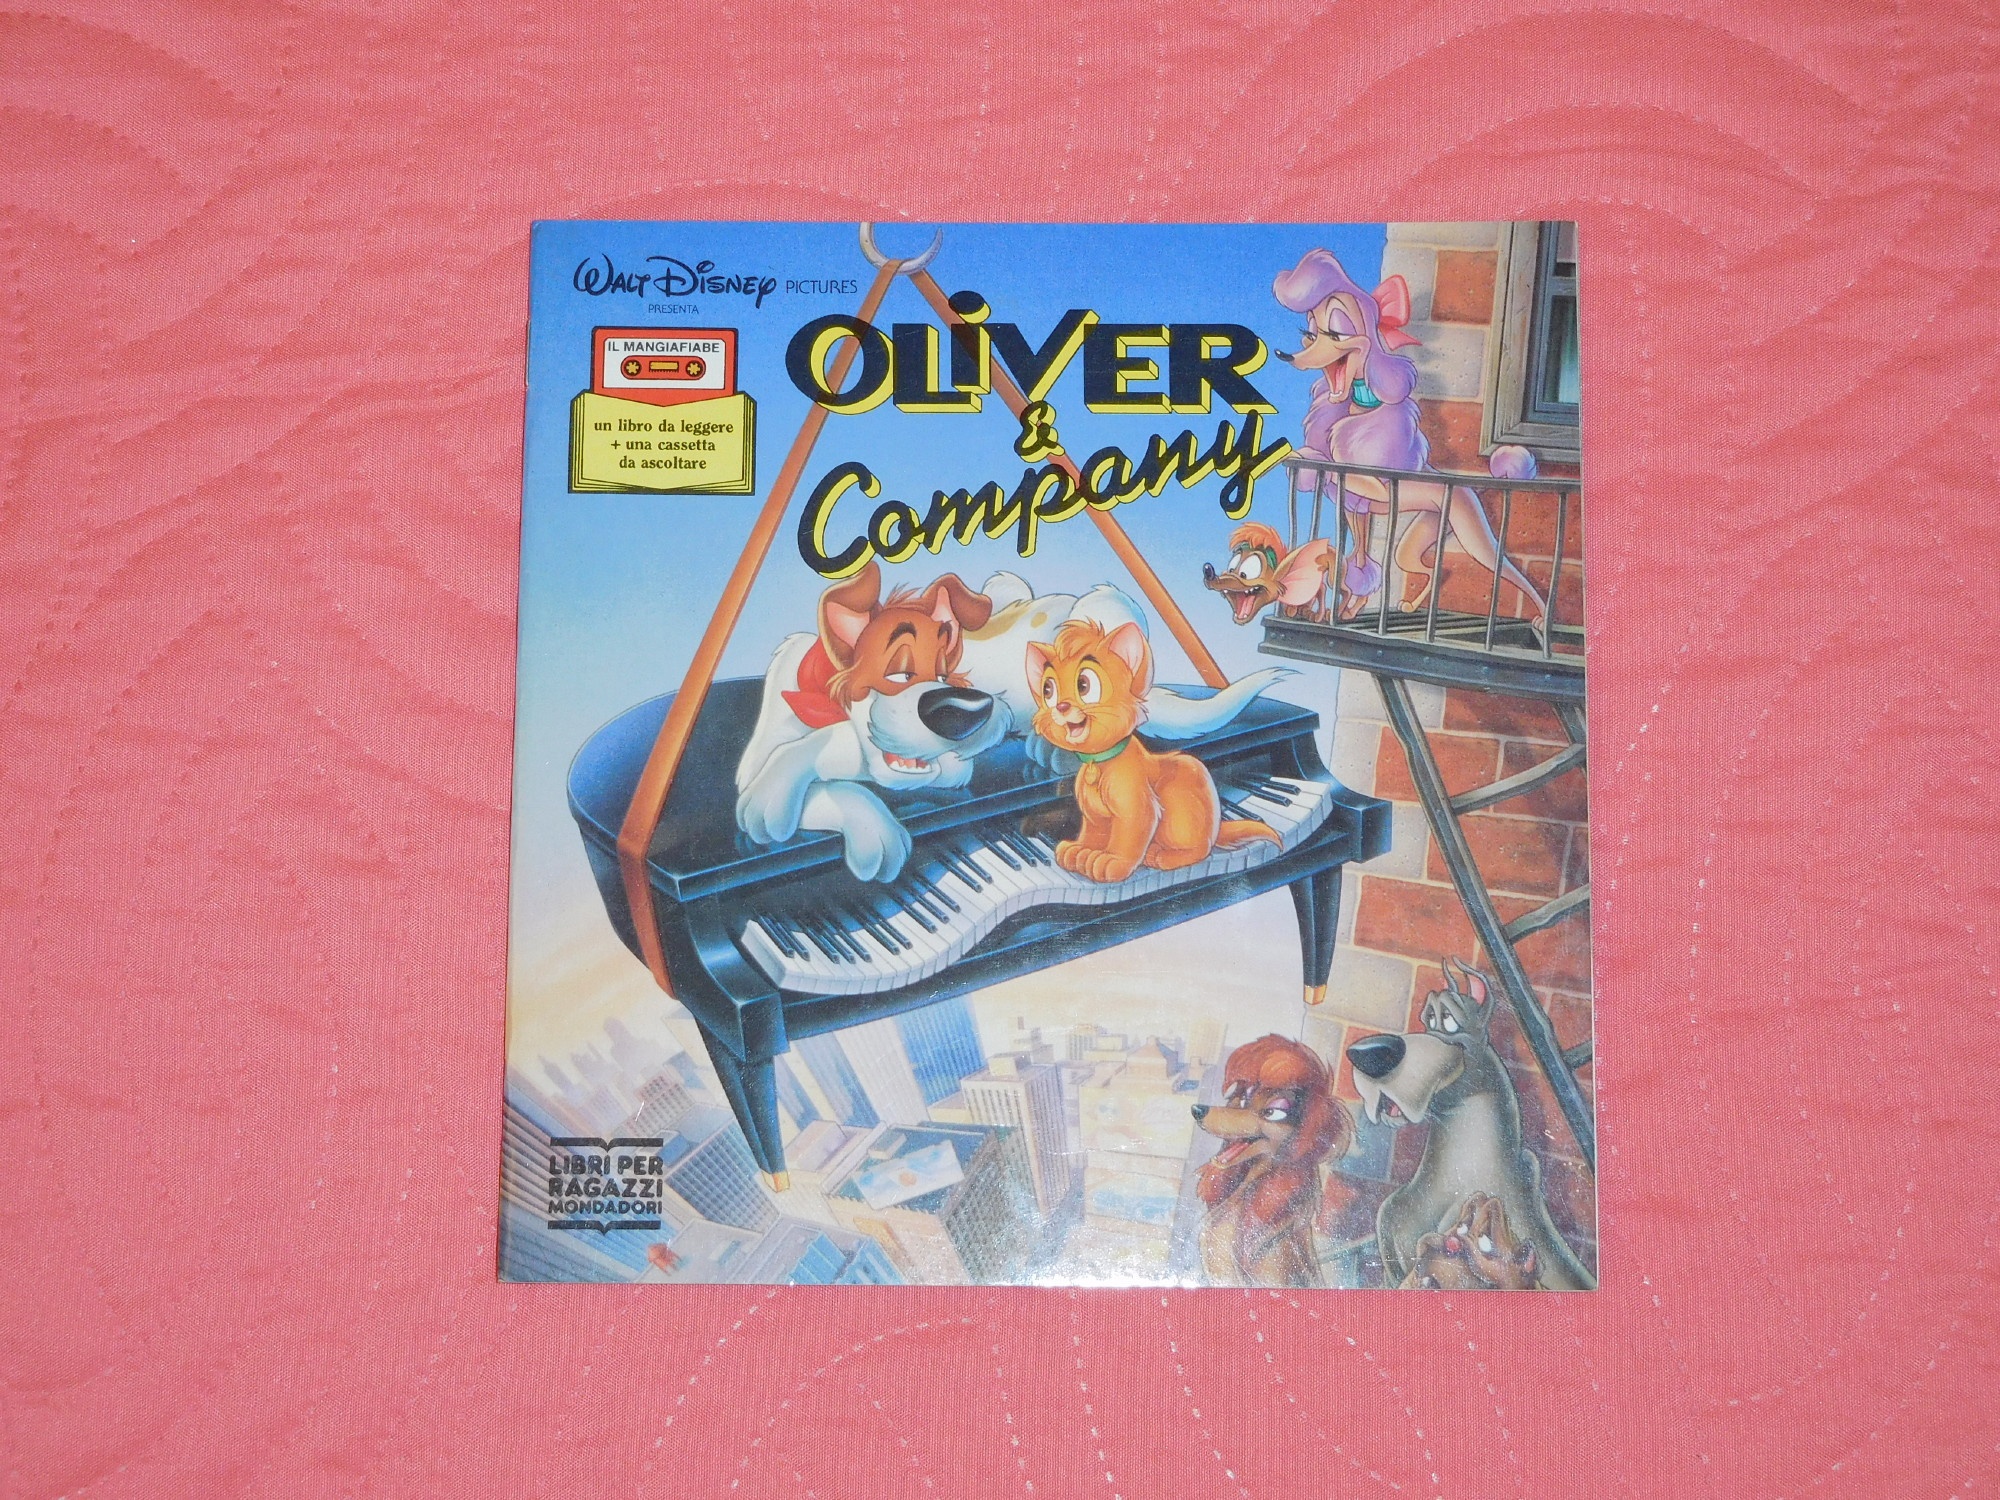 WALT DISNEY PICTURES
PRESENTA
IL MANGIAFIABE
un libro da leggere
+ una cassetta
da ascoltare
OLIVER
&
Company
LIBRI PER
RAGAZZI
MONDADORI